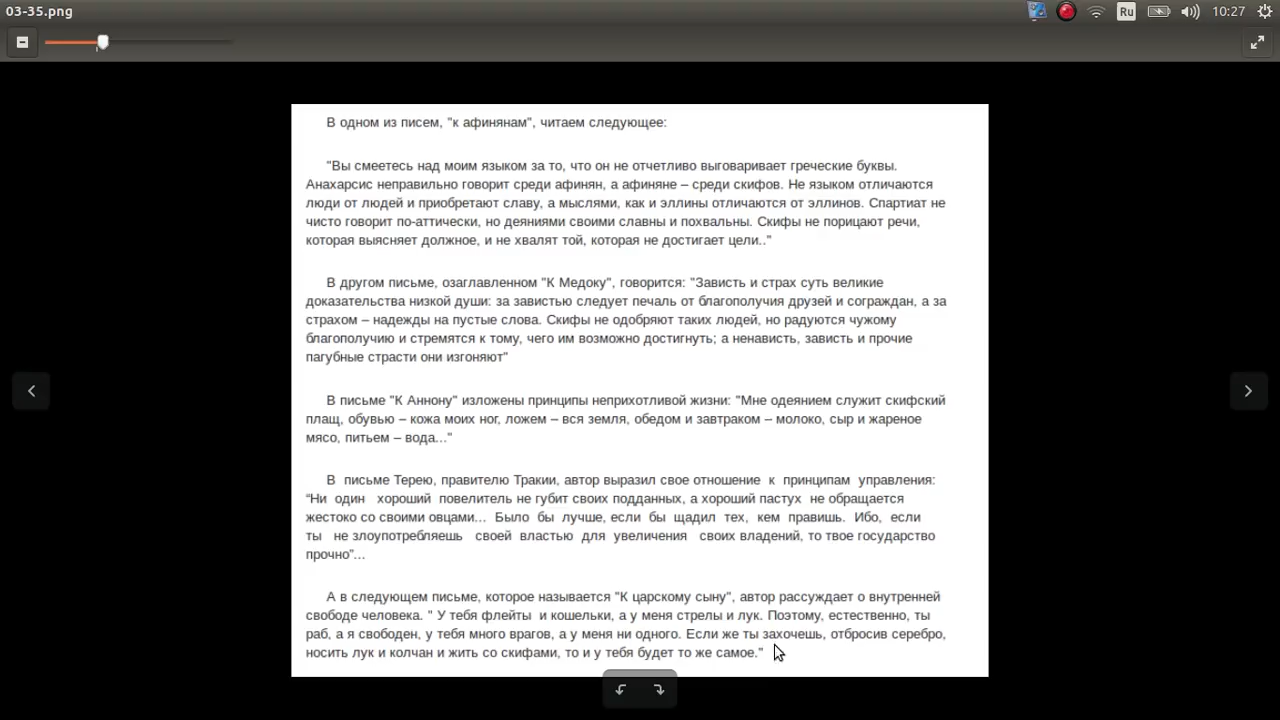 03-35.png
Ru
10:27
В одном из писем, "к афинянам", читаем следующее:
"Вы смеетесь над моим языком за то, что он не отчетливо выговаривает греческие буквы.
Анахарсис неправильно говорит среди афинян, а афиняне – среди скифов. Не языком отличаются
люди от людей и приобретают славу, а мыслями, как и эллины отличаются от эллинов. Спартиат не
чисто говорит по-аттически, но деяниями своими славны и похвальны. Скифы не порицают речи,
которая выясняет должное, и не хвалят той, которая не достигает цели.."
В другом письме, озаглавленном "К Медоку", говорится: "Зависть и страх суть великие
доказательства низкой души: за завистью следует печаль от благополучия друзей и сограждан, а за
страхом – надежды на пустые слова. Скифы не одобряют таких людей, но радуются чужому
благополучию и стремятся к тому, чего им возможно достигнуть; а ненависть, зависть и прочие
пагубные страсти они изгоняют"
В письме "К Аннону" изложены принципы неприхотливой жизни: "Мне одеянием служит скифский
плащ, обувью – кожа моих ног, ложем – вся земля, обедом и завтраком – молоко, сыр и жареное
мясо, питьем – вода..."
В письме Терею, правителю Тракии, автор выразил свое отношение к принципам управления:
“Ни один хороший повелитель не губит своих подданных, а хороший пастух не обращается
жестоко со своими овцами... Было бы лучше, если бы щадил тех, кем правишь. Ибо, если
ты не злоупотребляешь своей властью для увеличения своих владений, то твое государство
прочно”...
А в следующем письме, которое называется "К царскому сыну", автор рассуждает о внутренней
свободе человека. " У тебя флейты и кошельки, а у меня стрелы и лук. Поэтому, естественно, ты
раб, а я свободен, у тебя много врагов, а у меня ни одного. Если же ты захочешь, отбросив серебро,
носить лук и колчан и жить со скифами, то и у тебя будет то же самое."